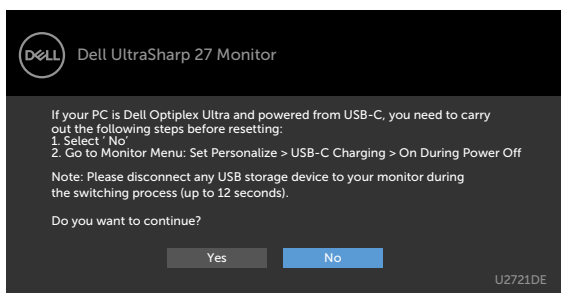 DELL
Dell UltraSharp 27 Monitor
If your PC is Dell Optiplex Ultra and powered from USB-C, you need to carry
out the following steps before resetting:
1. Select ‘ No’
2. Go to Monitor Menu: Set Personalize > USB-C Charging > On During Power Off
Note: Please disconnect any USB storage device to your monitor during
the switching process (up to 12 seconds).
Do you want to continue?
Yes No
U2721DE